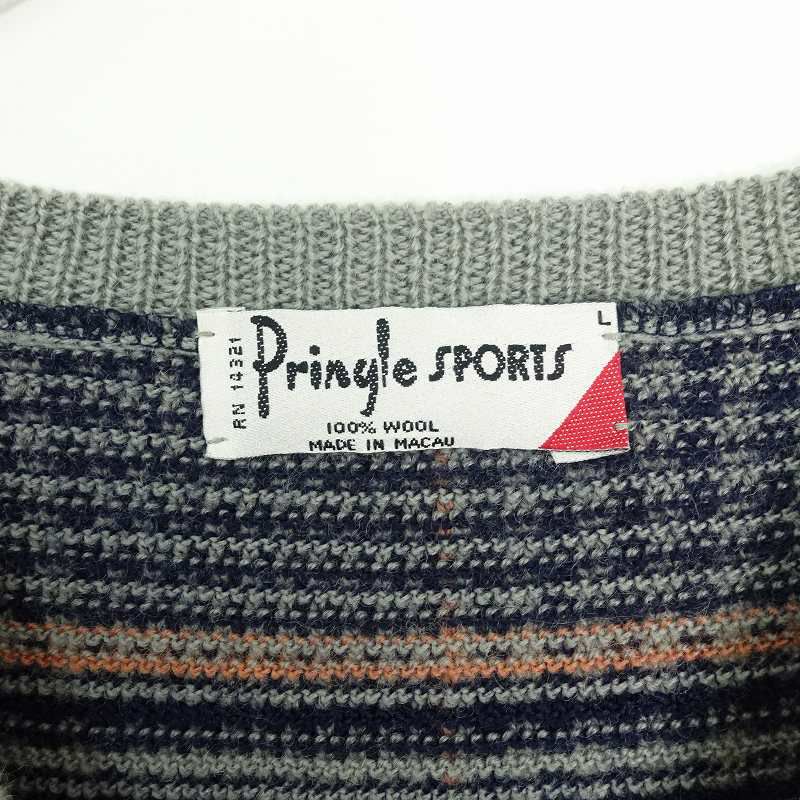 RN 14321
Pringle SPORTS
L
100% WOOL
MADE IN MACAU